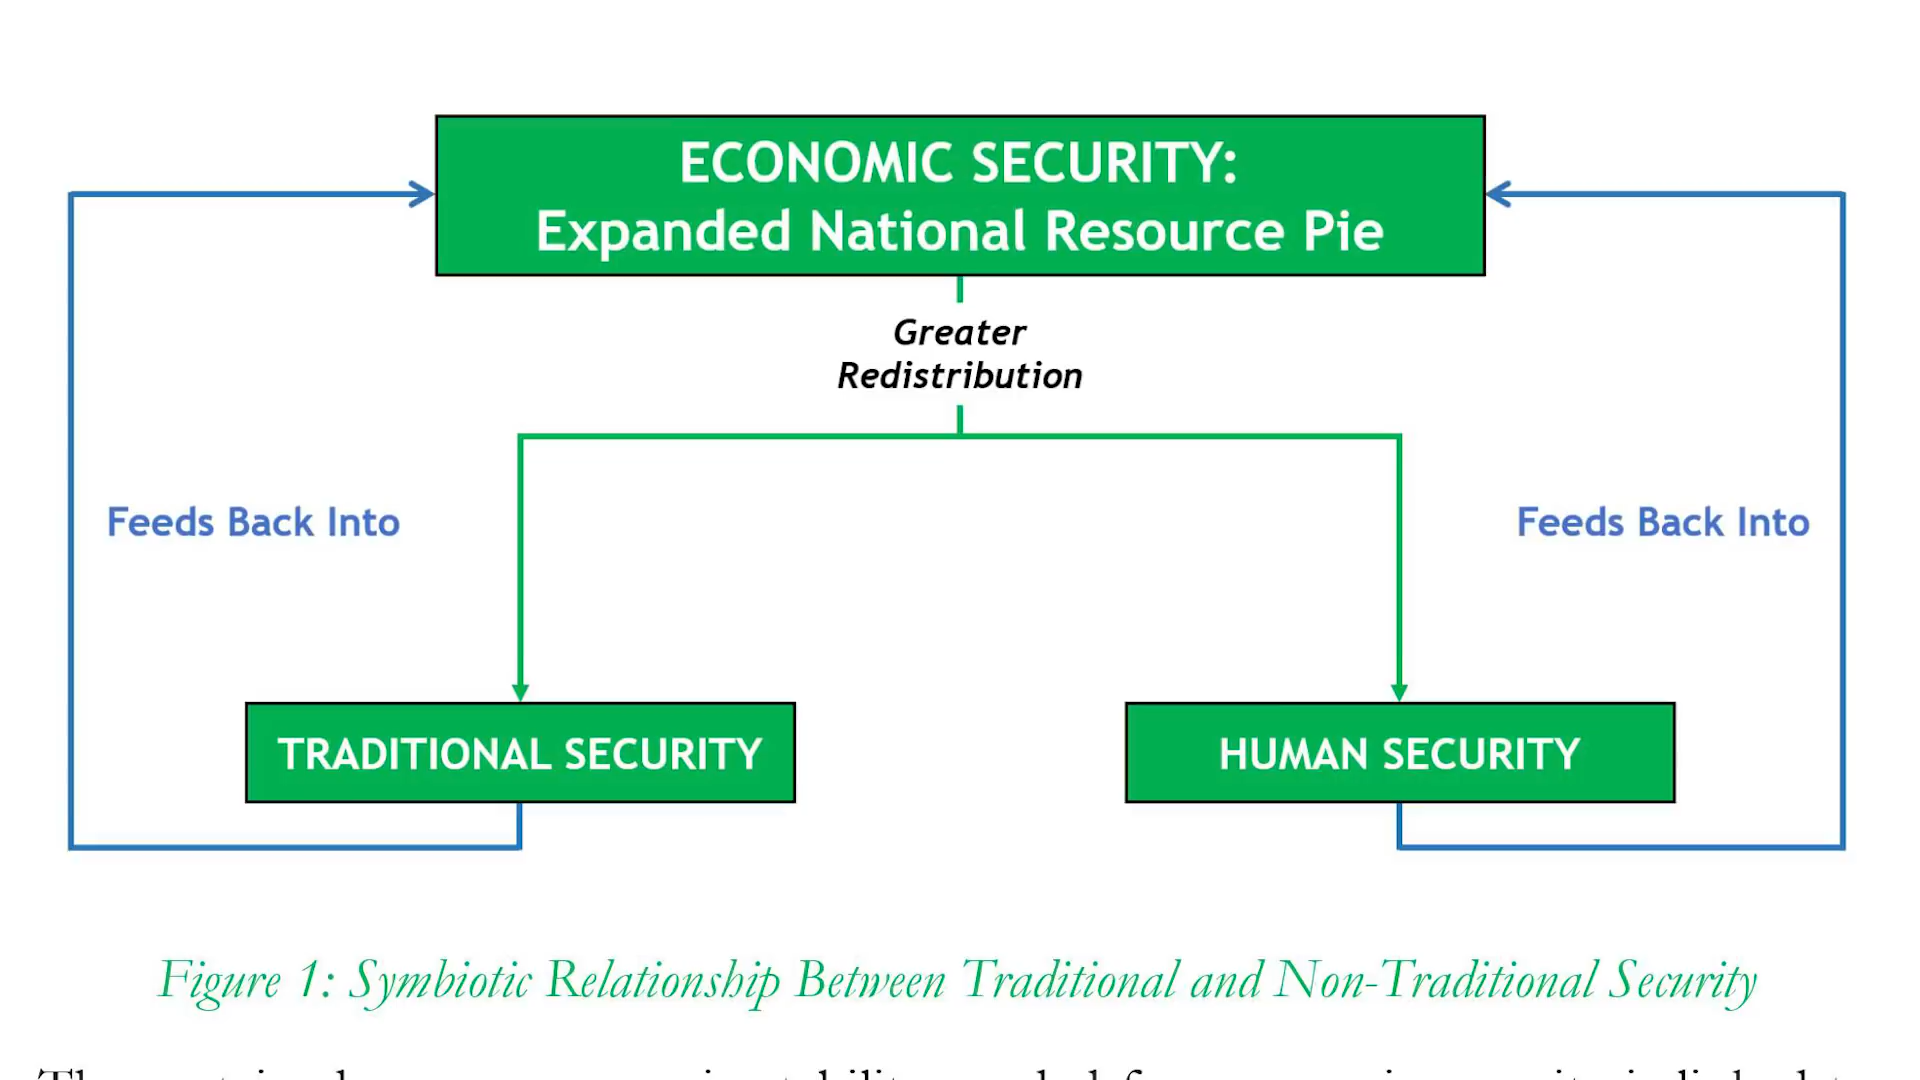 ECONOMIC SECURITY:
Expanded National Resource Pie
Greater
Redistribution
Feeds Back Into
Feeds Back Into
TRADITIONAL SECURITY
HUMAN SECURITY
Figure 1: Symbiotic Relationship Between Traditional and Non-Traditional Security